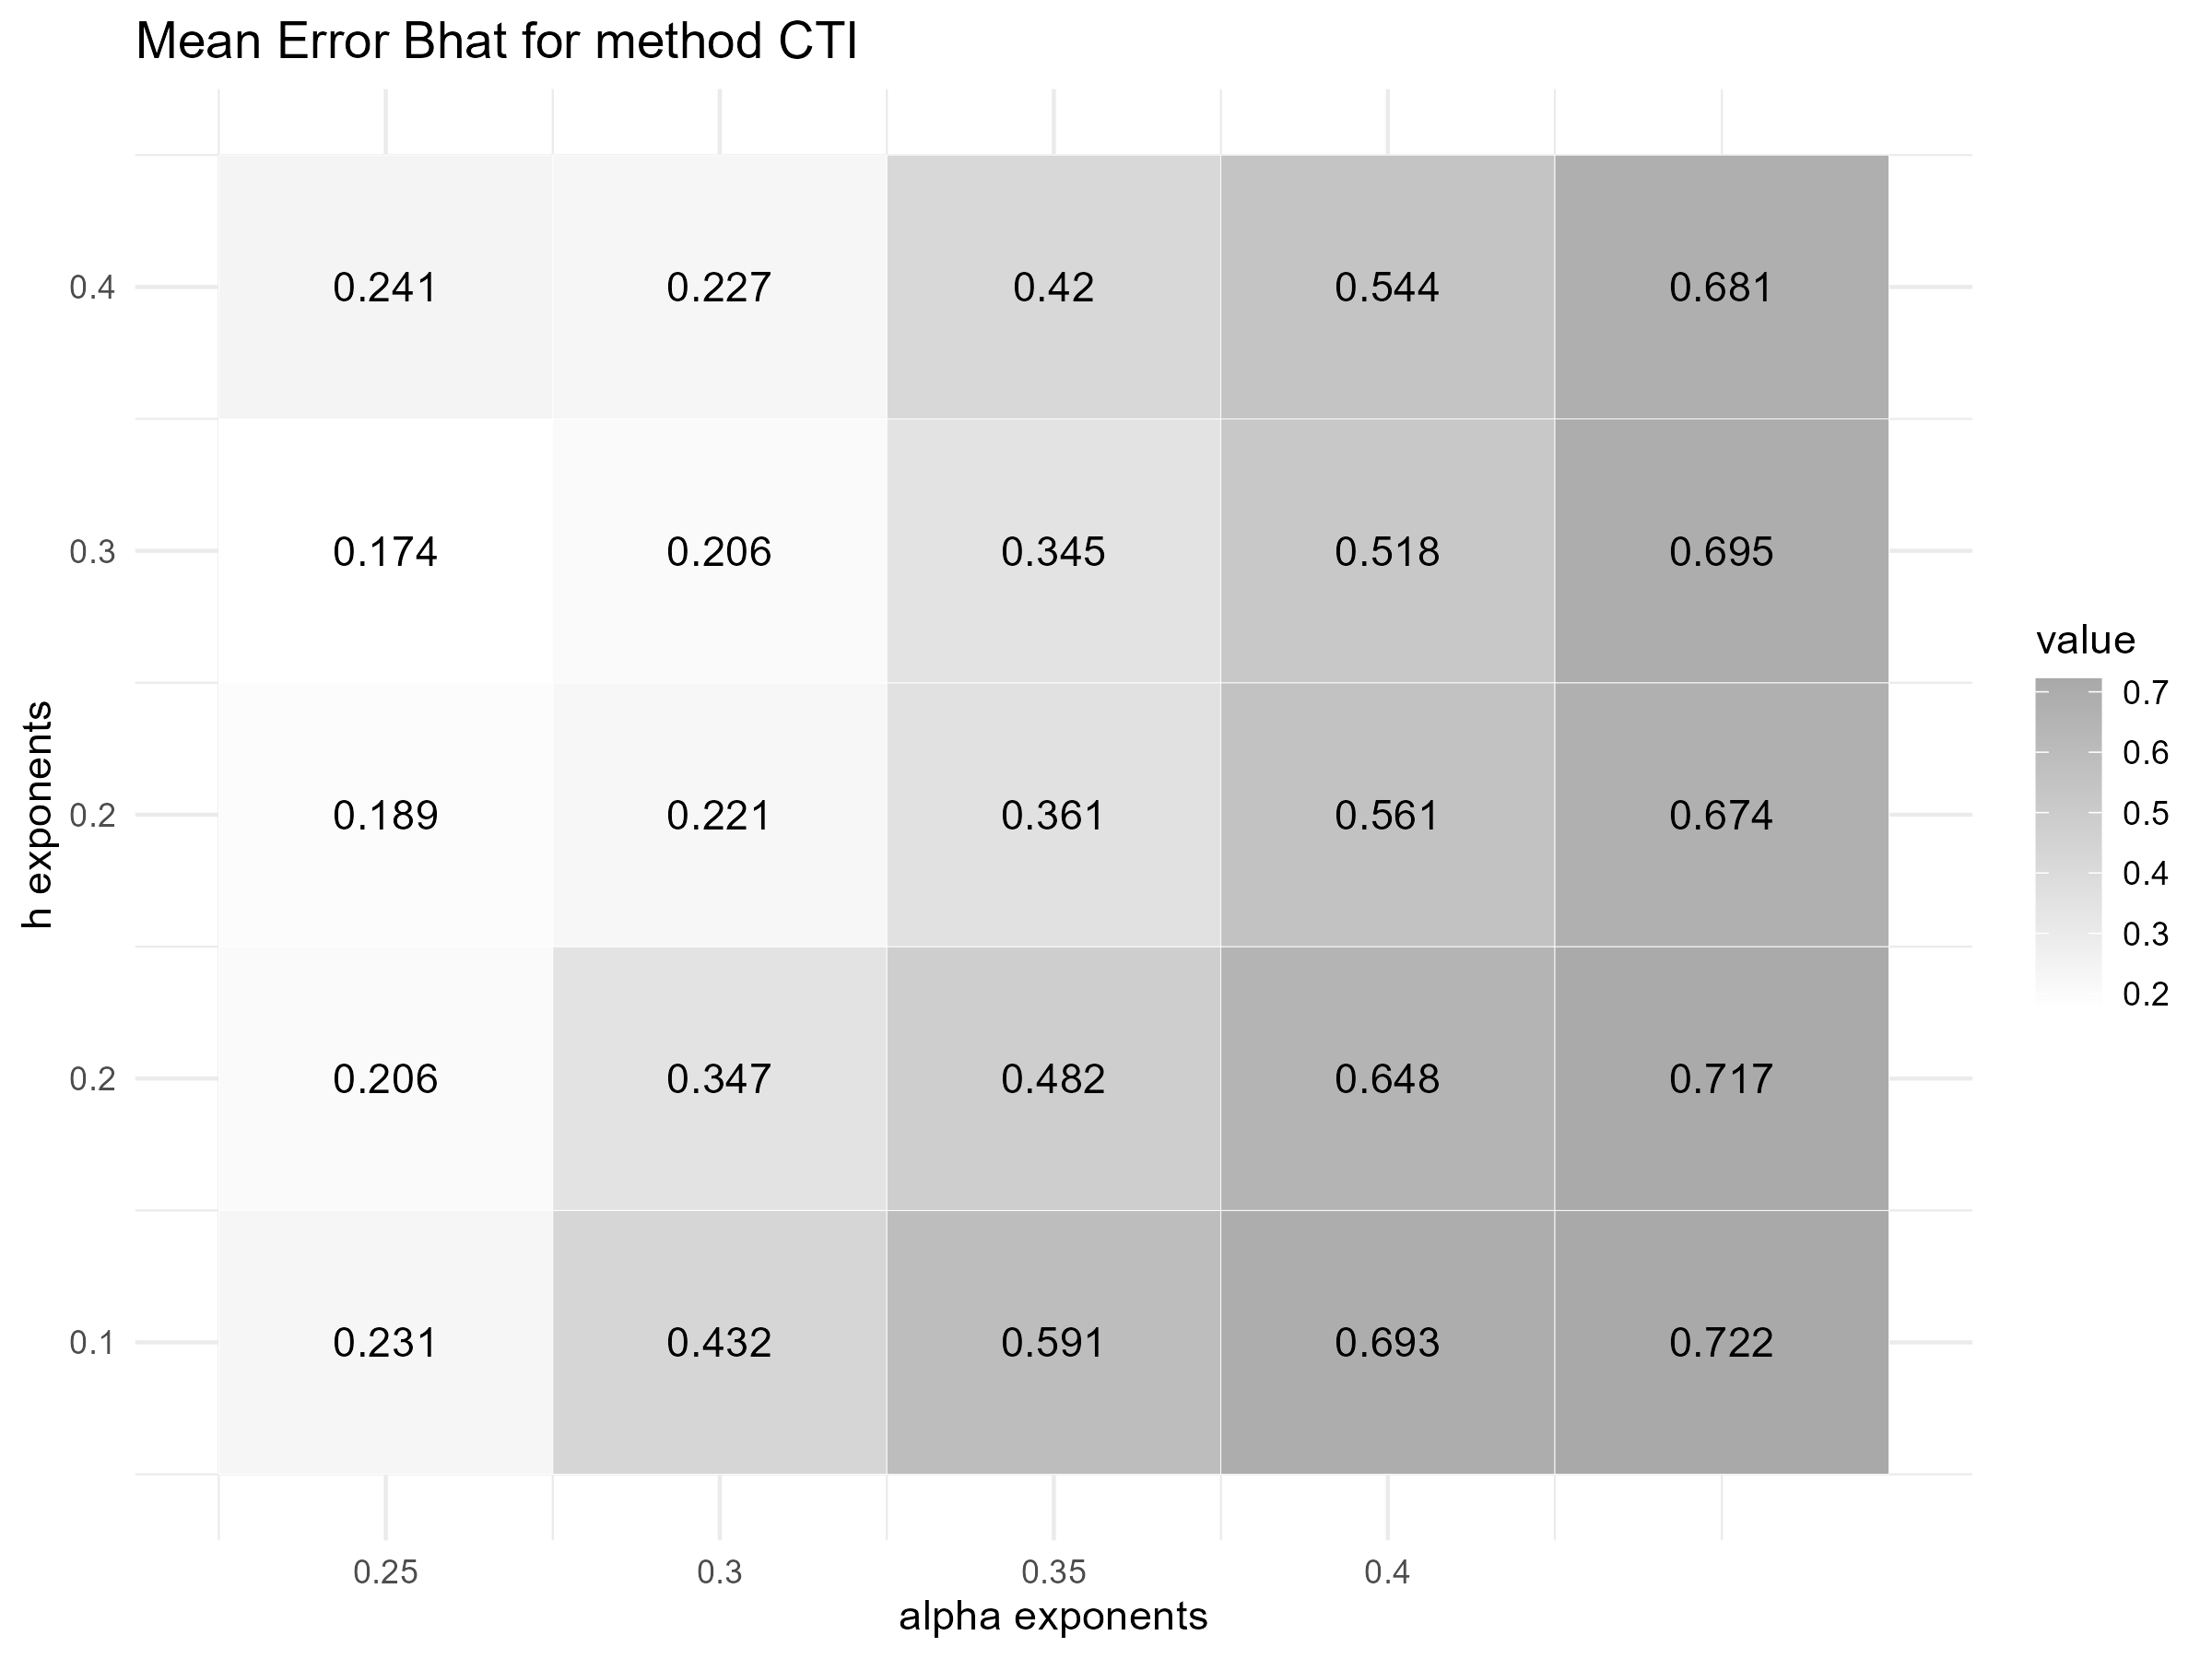 Mean Error Bhat for method CTI
0.4 0.241 0.227 0.42 0.544 0.681
0.3 0.174 0.206 0.345 0.518 0.695
0.2 0.189 0.221 0.361 0.561 0.674
0.2 0.206 0.347 0.482 0.648 0.717
0.1 0.231 0.432 0.591 0.693 0.722
h exponents
0.25 0.3 0.35 0.4
alpha exponents
value
0.7
0.6
0.5
0.4
0.3
0.2